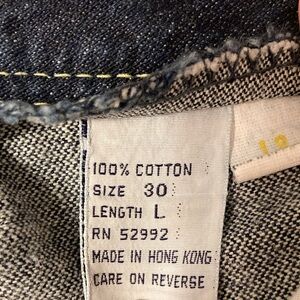 100% COTTON
SIZE 30
LENGTH L
RN 52992
MADE IN HONG KONG
CARE ON REVERSE